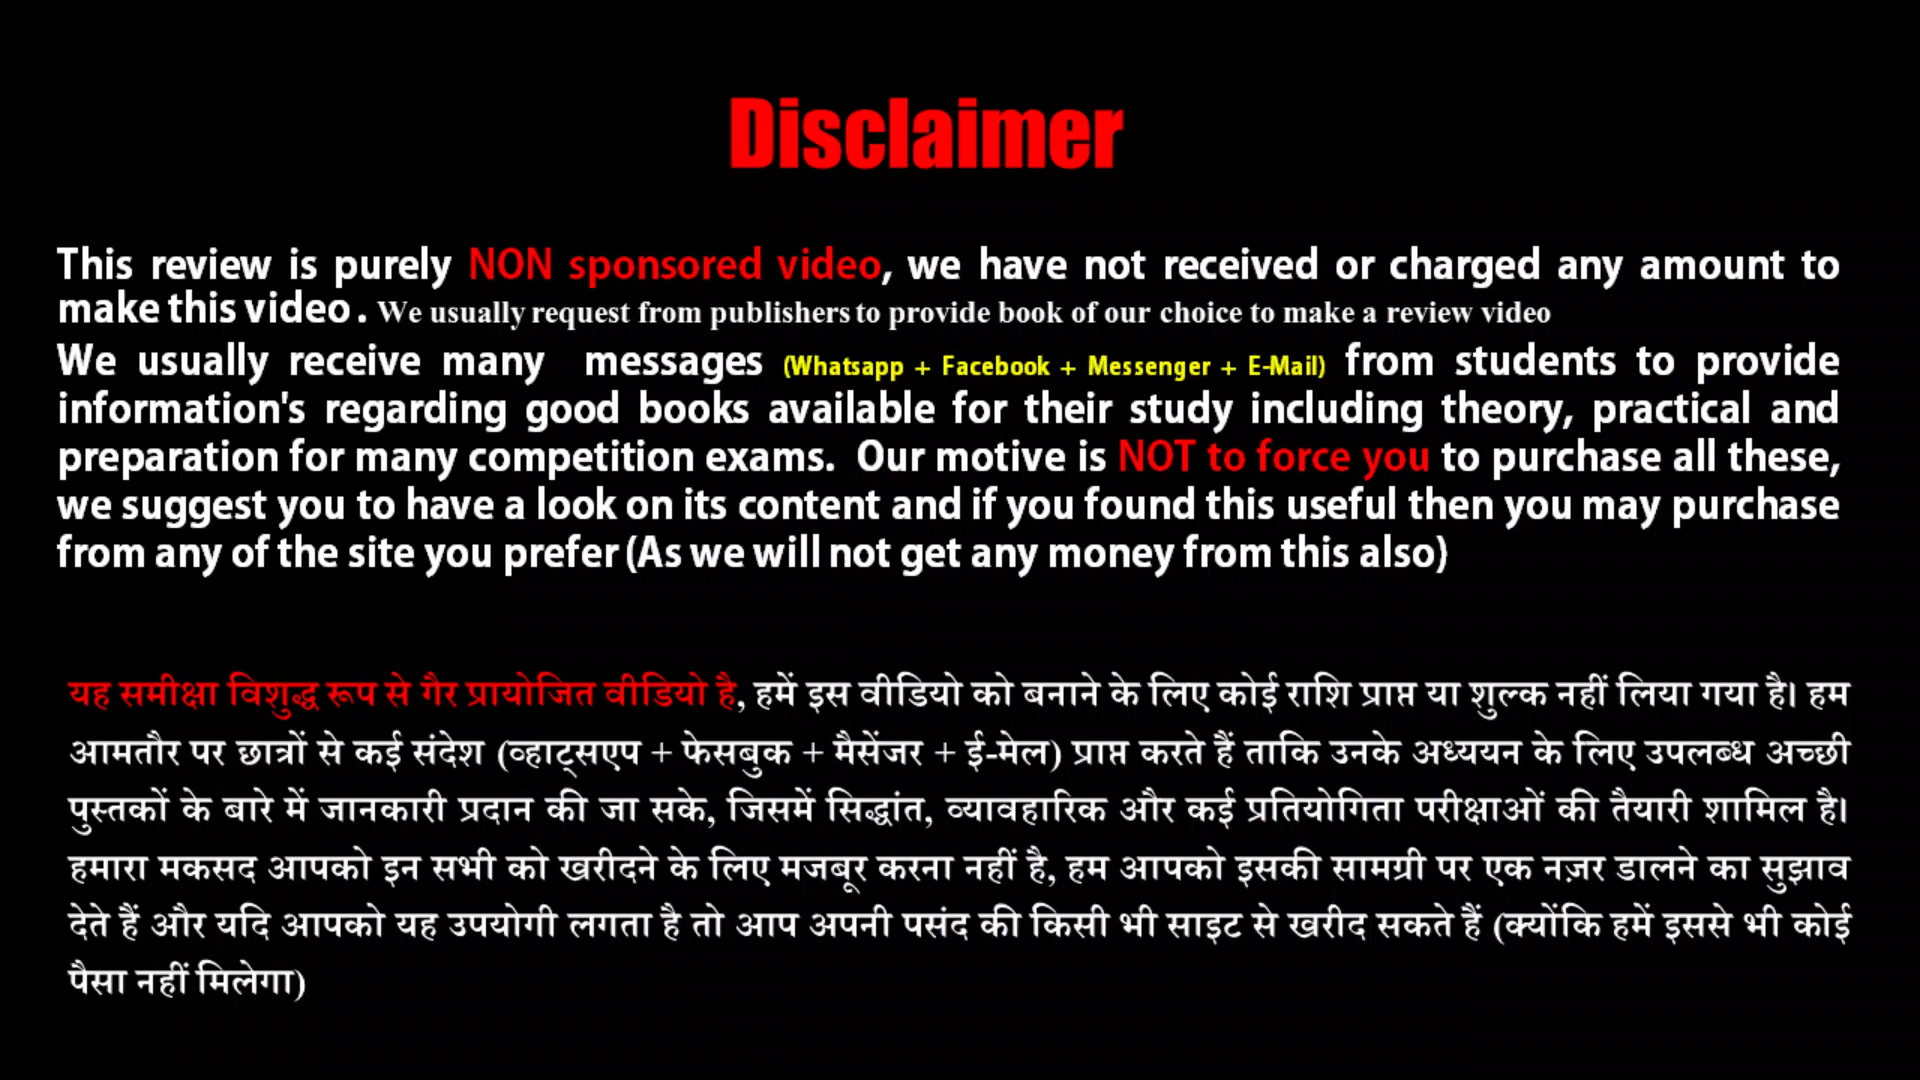 Disclaimer
This review is purely NON sponsored video, we have not received or charged any amount to
make this video. We usually request from publishers to provide book of our choice to make a review video
We usually receive many messages (Whatsapp + Facebook + Messenger + E-Mail) from students to provide
information's regarding good books available for their study including theory, practical and
preparation for many competition exams. Our motive is NOT to force you to purchase all these,
we suggest you to have a look on its content and if you found this useful then you may purchase
from any of the site you prefer (As we will not get any money from this also)
यह समीक्षा विशुद्ध रूप से गैर प्रायोजित वीडियो है, हमें इस वीडियो को बनाने के लिए कोई राशि प्राप्त या शुल्क नहीं लिया गया है। हम
आमतौर पर छात्रों से कई संदेश (व्हाट्सएप + फेसबुक + मैसेंजर + ई-मेल) प्राप्त करते हैं ताकि उनके अध्ययन के लिए उपलब्ध अच्छी
पुस्तकों के बारे में जानकारी प्रदान की जा सके, जिसमें सिद्धांत, व्यावहारिक और कई प्रतियोगिता परीक्षाओं की तैयारी शामिल है।
हमारा मकसद आपको इन सभी को खरीदने के लिए मजबूर करना नहीं है, हम आपको इसकी सामग्री पर एक नज़र डालने का सुझाव
देते हैं और यदि आपको यह उपयोगी लगता है तो आप अपनी पसंद की किसी भी साइट से खरीद सकते हैं (क्योंकि हमें इससे भी कोई
पैसा नहीं मिलेगा)